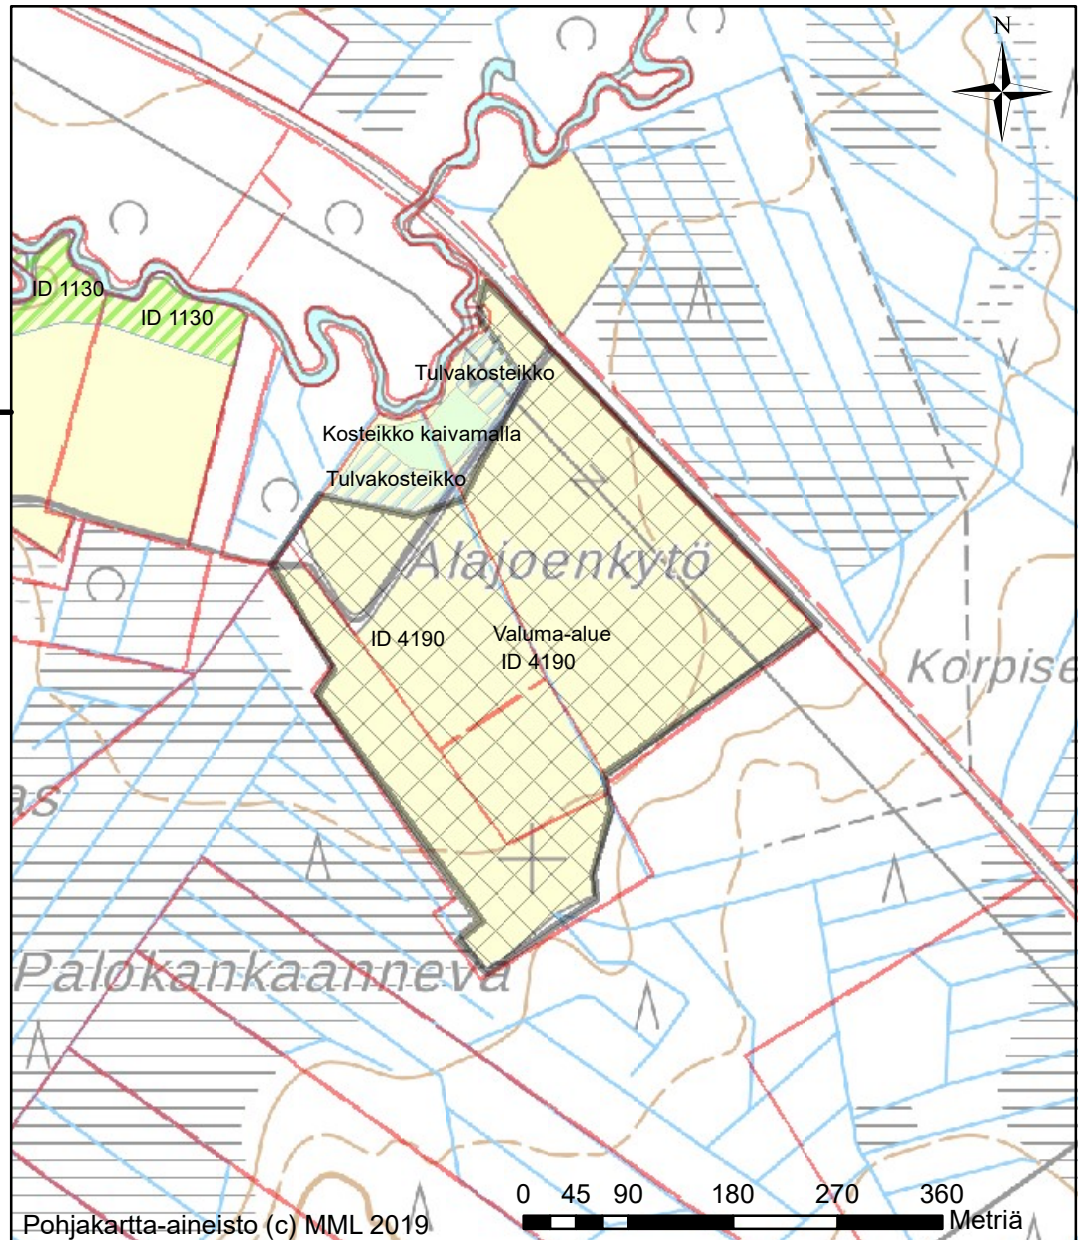 N
ID 1130
ID 1130
Tulvakosteikko
Kosteikko kaivamalla
Tulvakosteikko
Alajoenkytö
ID 4190
Valuma-alue
ID 4190
Korpise
as
Palokankaanneva
0 45 90 180 270 360
Metriä
Pohjakartta-aineisto (c) MML 2019